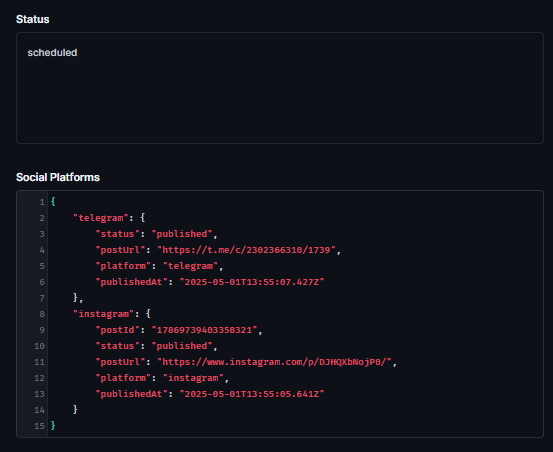 Status
scheduled
Social Platforms
1 {
2 "telegram": {
3 "status": "published",
4 "postUrl": "https://t.me/c/2302366310/1739",
5 "platform": "telegram",
6 "publishedAt": "2025-05-01T13:55:07.427Z"
7 },
8 "instagram": {
9 "postId": "17869739403358321",
10 "status": "published",
11 "postUrl": "https://www.instagram.com/p/DJHQXbNojP0/",
12 "platform": "instagram",
13 "publishedAt": "2025-05-01T13:55:05.641Z"
14 }
15 }